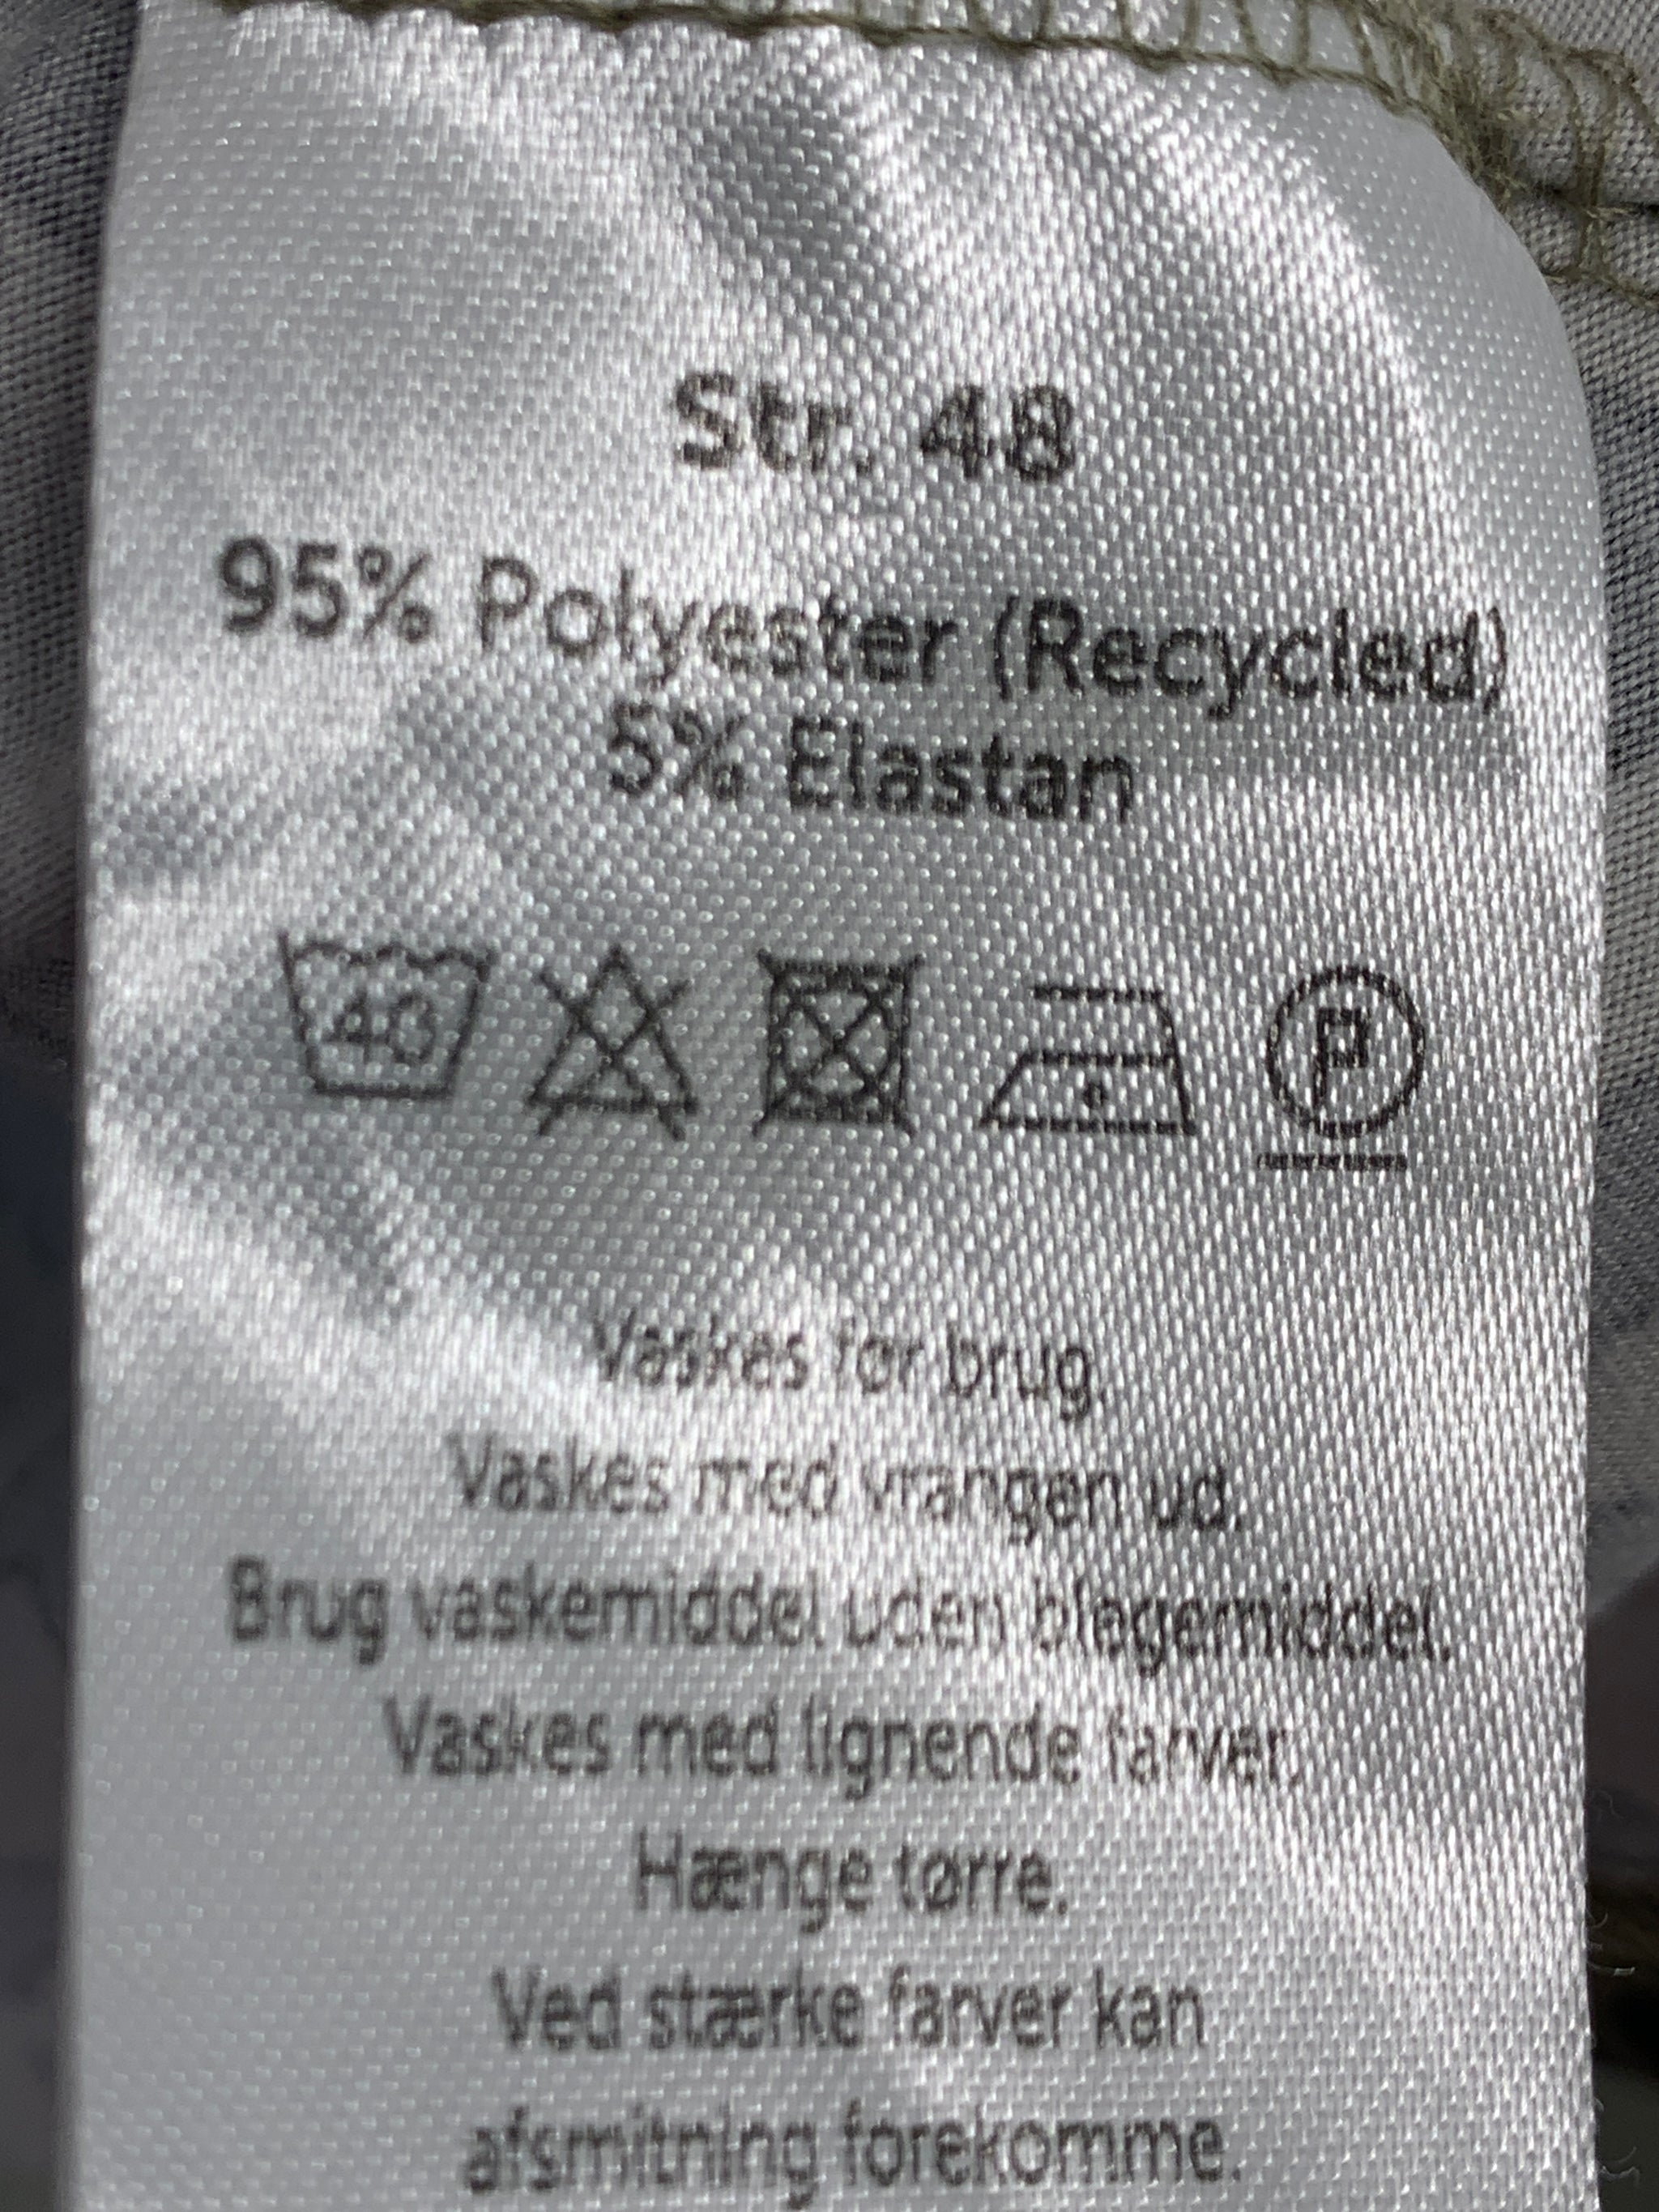 Str. 48
95% Polyester (Recycled)
5% Elastan
40 P
Vaskes før brug.
Vaskes med vrangen ud.
Brug vaskemiddel uden blegemiddel.
Vaskes med lignende farver.
Hænge tørre.
Ved stærke farver kan
afsmitning forekomme.